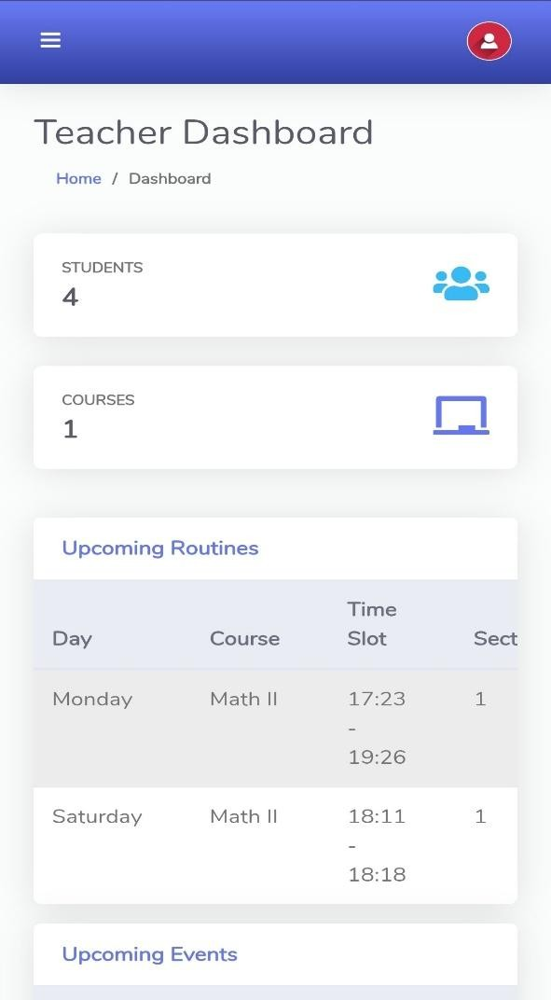 Teacher Dashboard
Home / Dashboard
STUDENTS
4
COURSES
1
Upcoming Routines
Day Course Time Slot Sect
Monday Math II 17:23 - 19:26 1
Saturday Math II 18:11 - 18:18 1
Upcoming Events